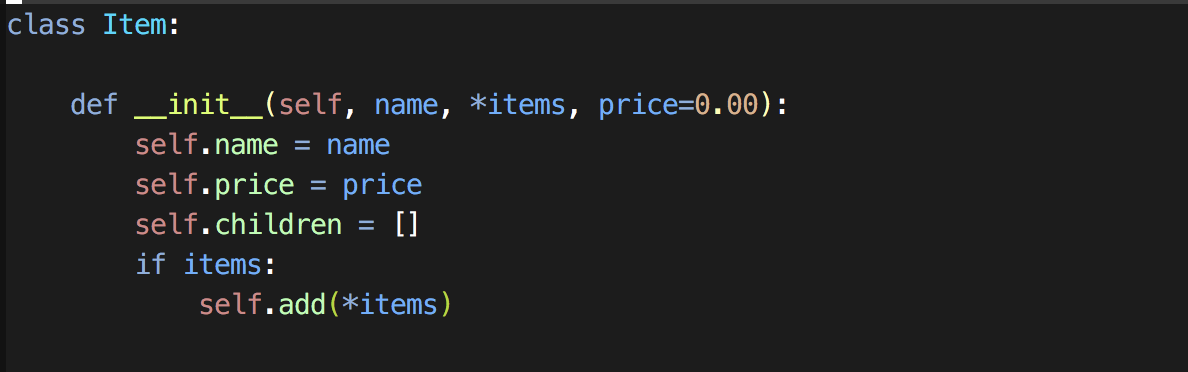 class Item:
    def __init__(self, name, *items, price=0.00):
        self.name = name
        self.price = price
        self.children = []
        if items:
            self.add(*items)